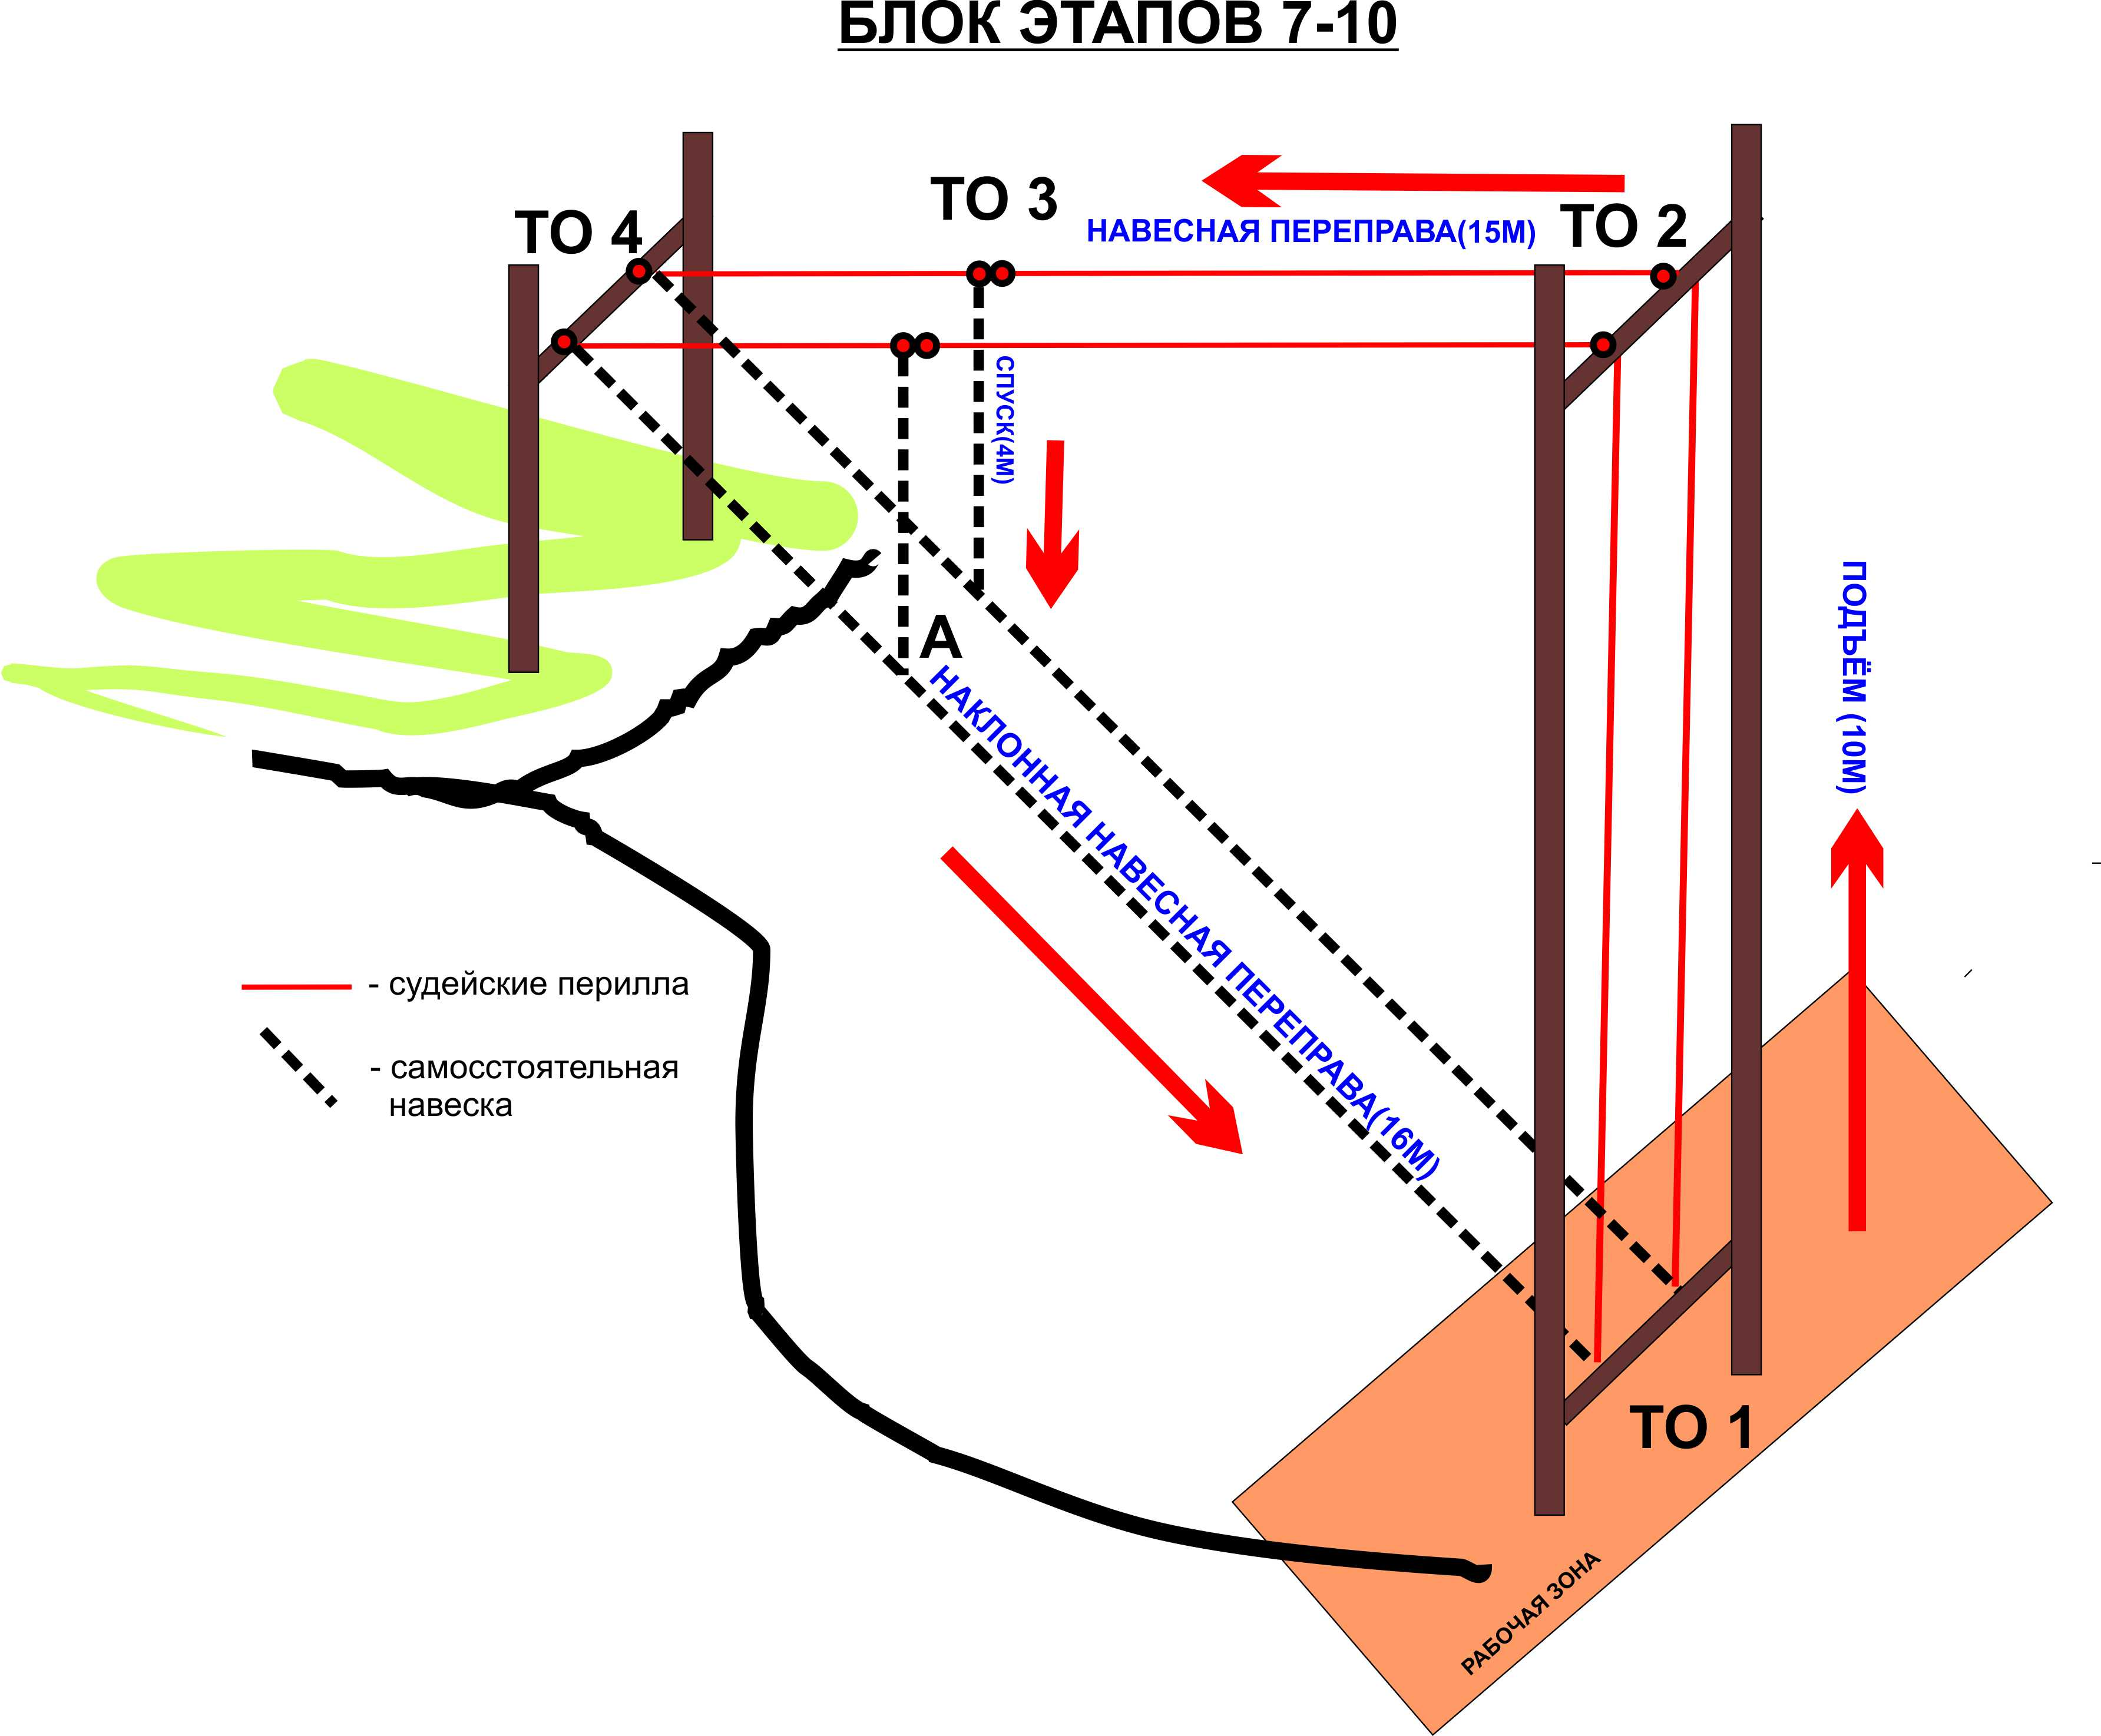 БЛОК ЭТАПОВ 7-10
ТО 4
ТО 3
НАВЕСНАЯ ПЕРЕПРАВА(15М)
ТО 2
СПУСК(4М)
ПОДЪЁМ (10М)
А
НАКЛОННАЯ НАВЕСНАЯ ПЕРЕПРАВА(16М)
- судейские перилла
- самосстоятельная
навеска
ТО 1
РАБОЧАЯ ЗОНА